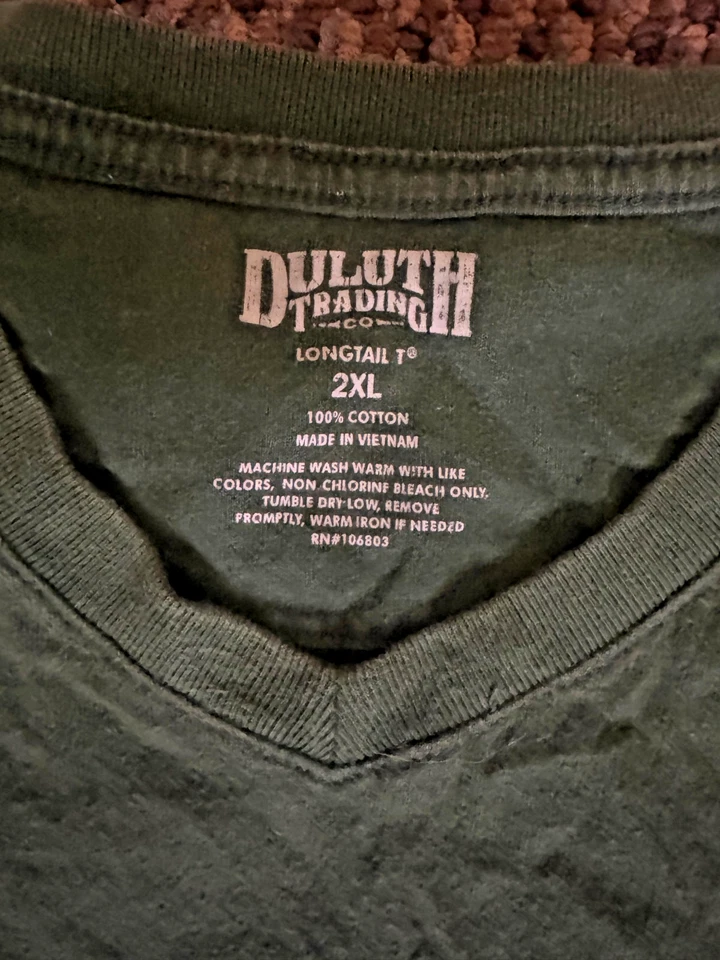 DULUTH
TRADING
CO
LONGTAIL T®
2XL
100% COTTON
MADE IN VIETNAM
MACHINE WASH WARM WITH LIKE
COLORS, NON CHLORINE BLEACH ONLY.
TUMBLE DRY-LOW, REMOVE
PROMPTLY, WARM IRON IF NEEDED
RN#106803